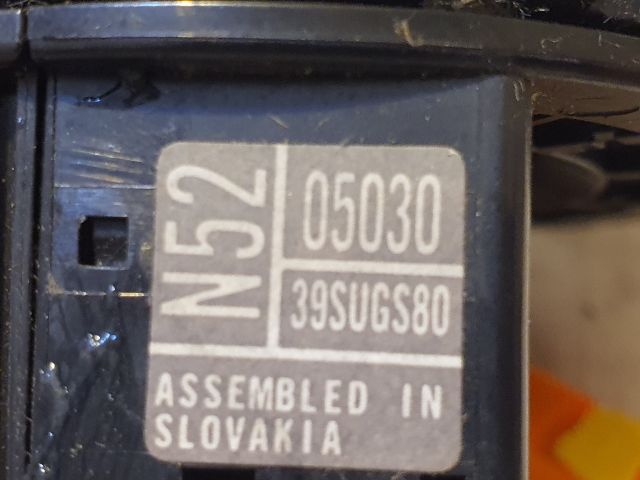 N52
05030
39SUGS80
ASSEMBLED IN
SLOVAKIA